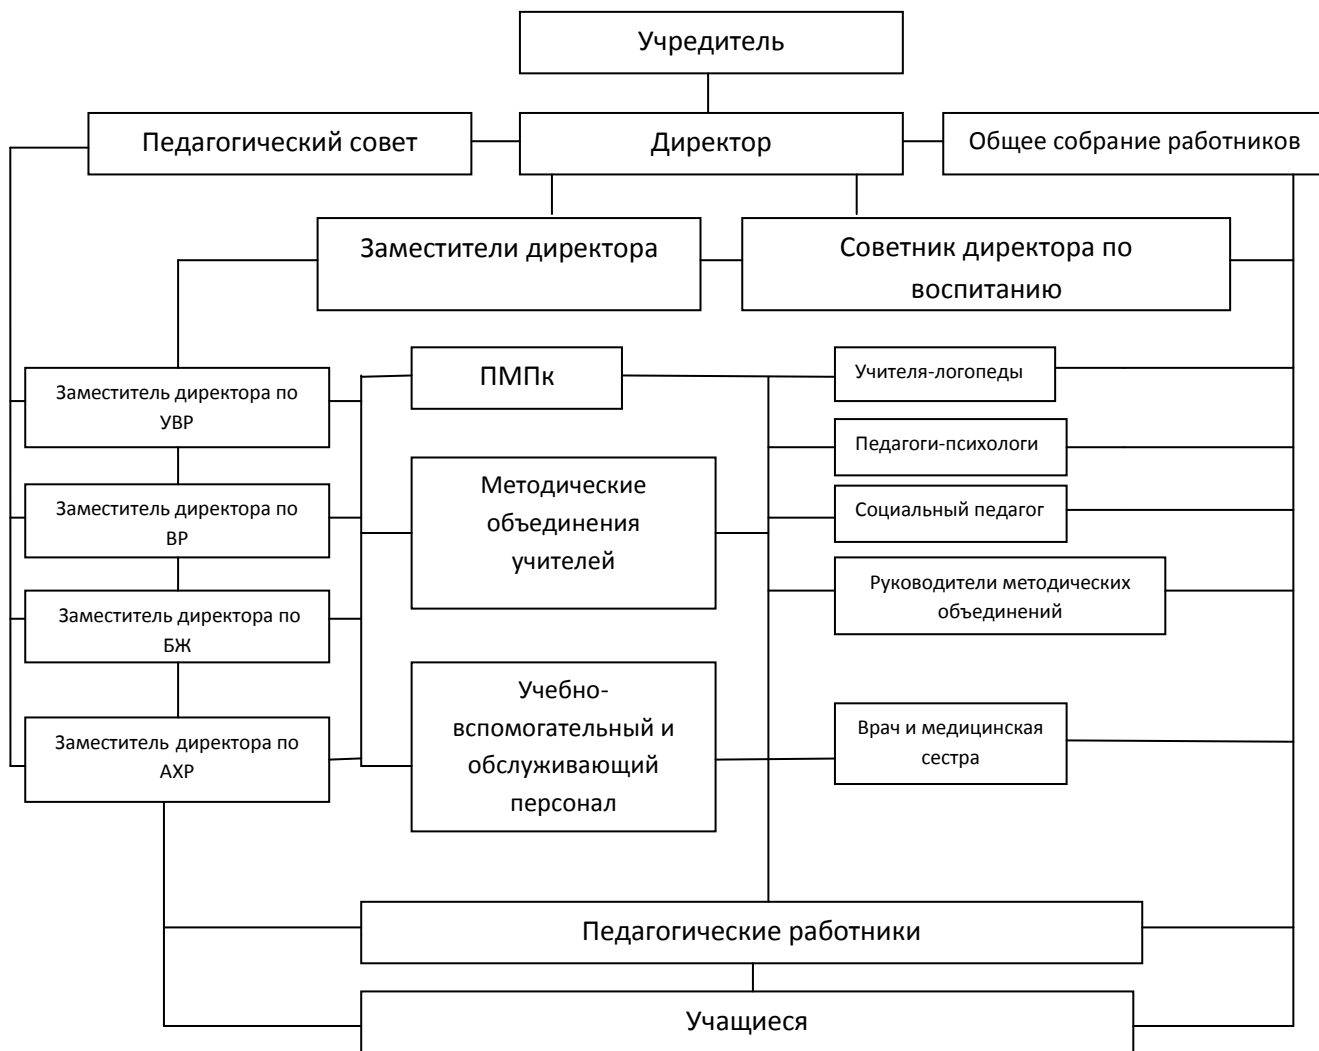 Учредитель
Педагогический совет
Директор
Общее собрание работников
Заместители директора
Советник директора по
воспитанию
Заместитель директора по
УВР
ПМПк
Учителя-логопеды
Педагоги-психологи
Заместитель директора по
ВР
Методические
объединения
учителей
Социальный педагог
Руководители методических
объединений
Заместитель директора по
БЖ
Заместитель директора по
АХР
Учебно-
вспомогательный и
обслуживающий
персонал
Врач и медицинская
сестра
Педагогические работники
Учащиеся